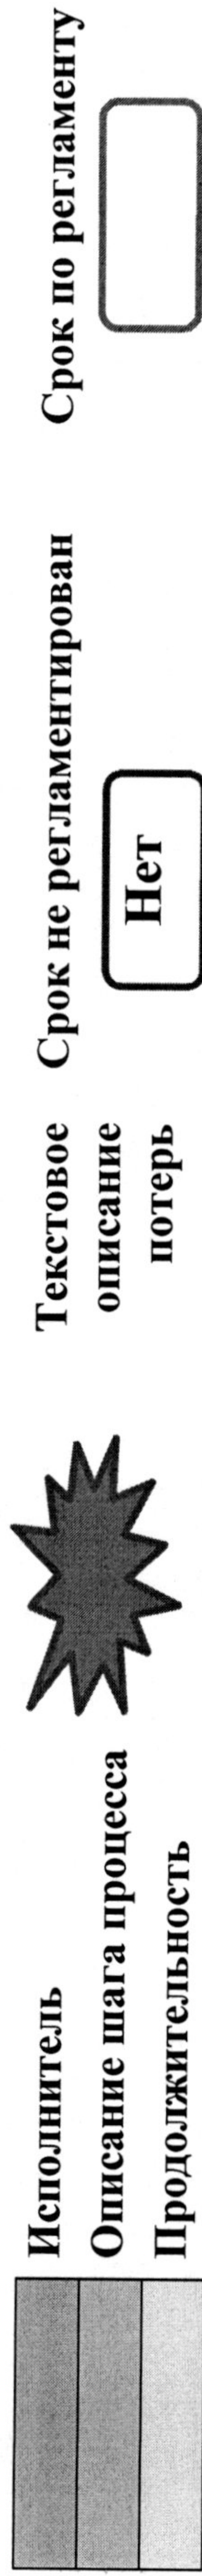 Исполнитель
Описание шага процесса
Продолжительность
Текстовое
описание
потерь
Срок не регламентирован
Нет
Срок по регламенту